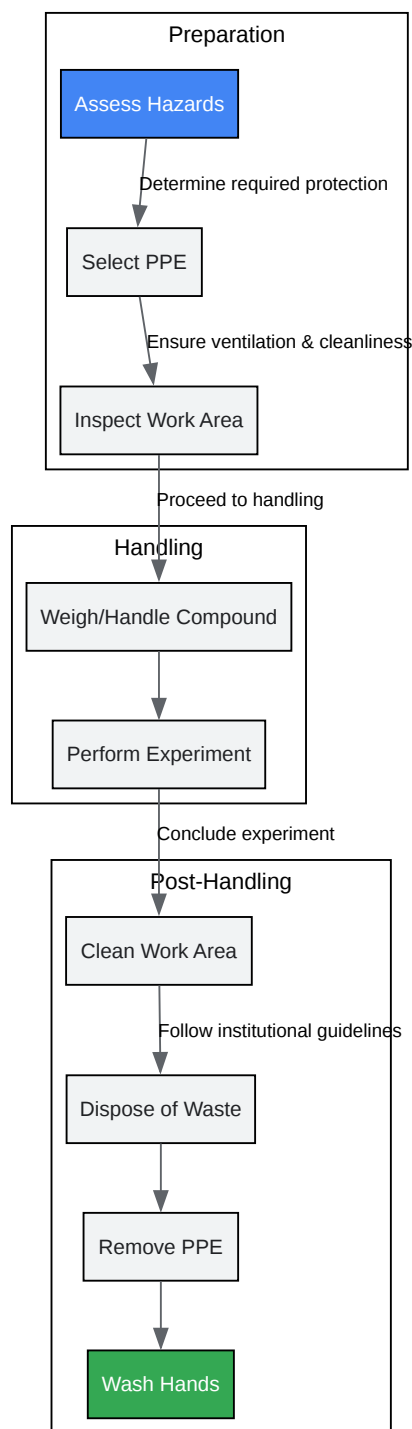 Preparation
Assess Hazards
Determine required protection
Select PPE
Ensure ventilation & cleanliness
Inspect Work Area
Proceed to handling
Handling
Weigh/Handle Compound
Perform Experiment
Conclude experiment
Post-Handling
Clean Work Area
Follow institutional guidelines
Dispose of Waste
Remove PPE
Wash Hands